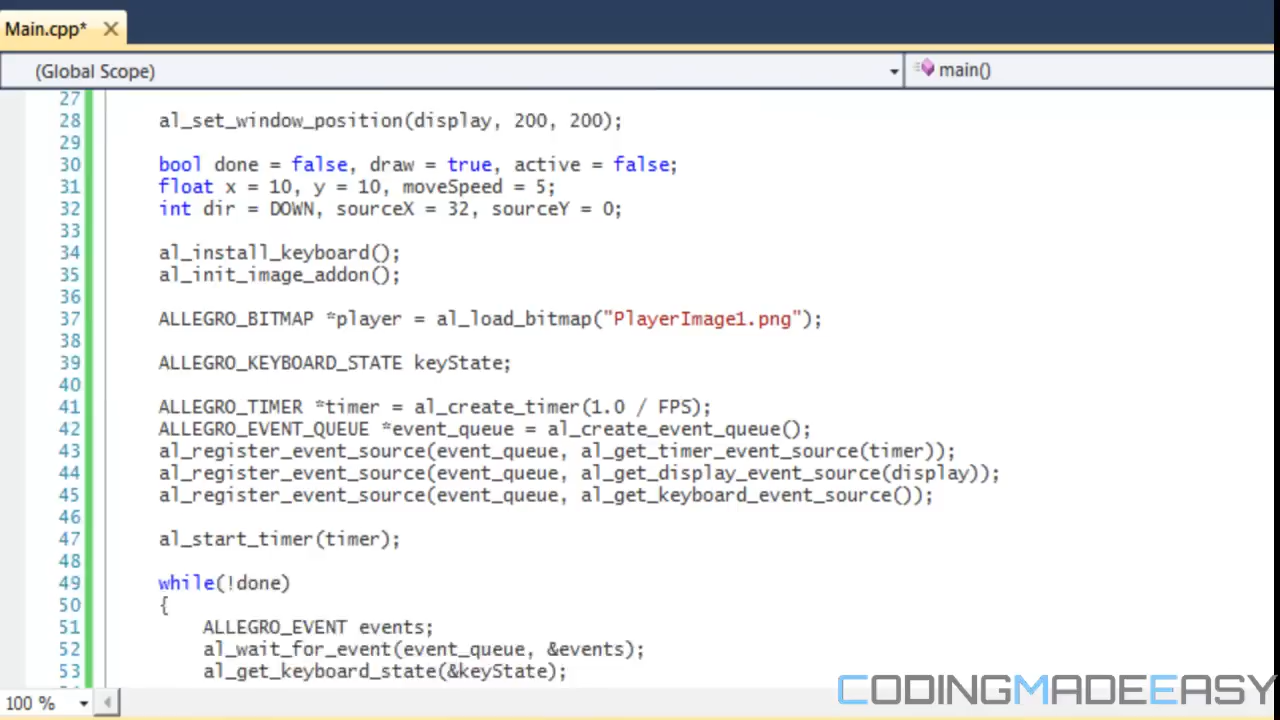 Main.cpp*
(Global Scope) main()
27
28 al_set_window_position(display, 200, 200);
29
30 bool done = false, draw = true, active = false;
31 float x = 10, y = 10, moveSpeed = 5;
32 int dir = DOWN, sourceX = 32, sourceY = 0;
33
34 al_install_keyboard();
35 al_init_image_addon();
36
37 ALLEGRO_BITMAP *player = al_load_bitmap("PlayerImage1.png");
38
39 ALLEGRO_KEYBOARD_STATE keyState;
40
41 ALLEGRO_TIMER *timer = al_create_timer(1.0 / FPS);
42 ALLEGRO_EVENT_QUEUE *event_queue = al_create_event_queue();
43 al_register_event_source(event_queue, al_get_timer_event_source(timer));
44 al_register_event_source(event_queue, al_get_display_event_source(display));
45 al_register_event_source(event_queue, al_get_keyboard_event_source());
46
47 al_start_timer(timer);
48
49 while(!done)
50 {
51 ALLEGRO_EVENT events;
52 al_wait_for_event(event_queue, &events);
53 al_get_keyboard_state(&keyState);
100 %
CODINGMADEEASY